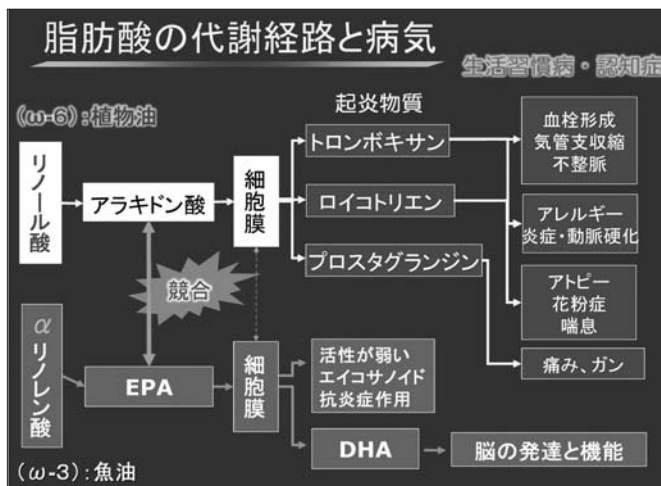 脂肪酸の代謝経路と病気
生活習慣病・認知症
(ω-6):植物油
起炎物質
リノール酸
アラキドン酸
細胞膜
トロンボキサン
ロイコトリエン
プロスタグランジン
血栓形成
気管支収縮
不整脈
アレルギー
炎症・動脈硬化
アトピー
花粉症
喘息
痛み、ガン
競合
αリノレン酸
EPA
細胞膜
活性が弱い
エイコサノイド
抗炎症作用
DHA
脳の発達と機能
(ω-3):魚油